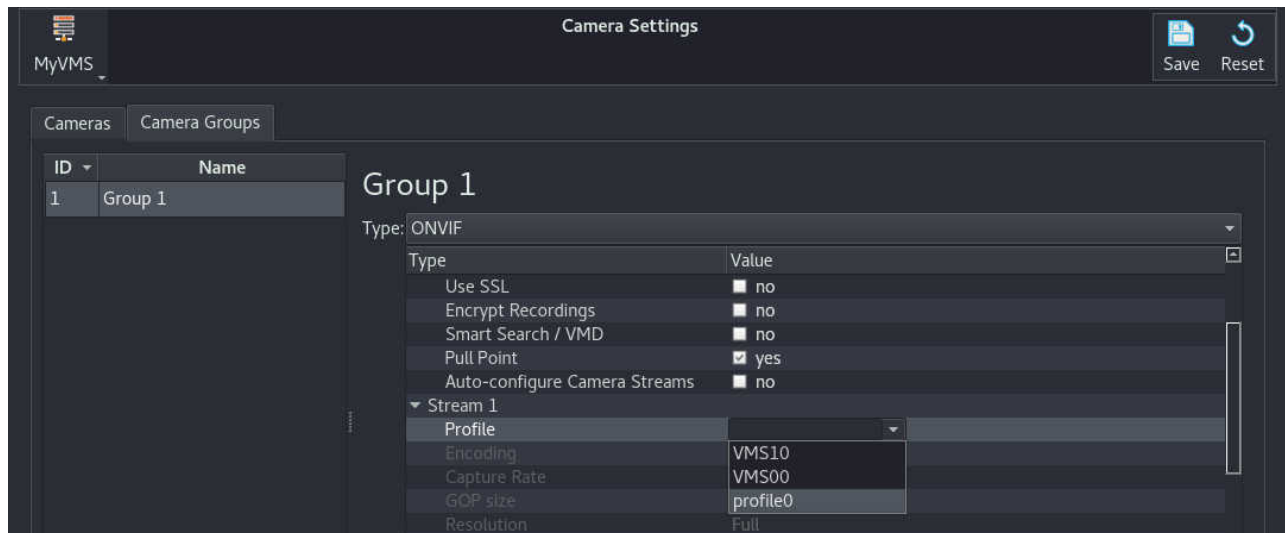 Camera Settings
MyVMS
Save Reset
Cameras Camera Groups
ID Name
1 Group 1
Group 1
Type: ONVIF
Type Value
Use SSL no
Encrypt Recordings no
Smart Search / VMD no
Pull Point yes
Auto-configure Camera Streams no
Stream 1
Profile
Encoding VMS10
Capture Rate VMS00
GOP size profile0
Resolution Full